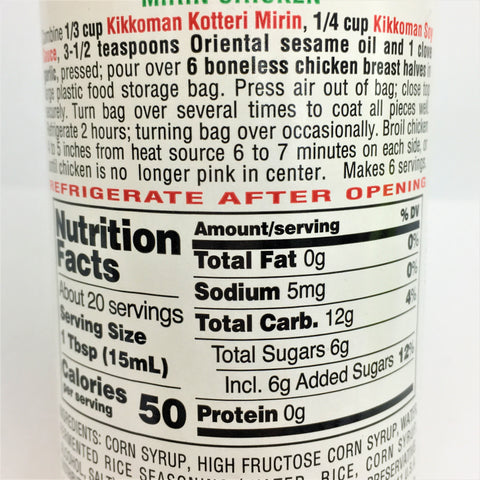 MIRIN CHICKEN
Combine 1/3 cup Kikkoman Kotteri Mirin, 1/4 cup Kikkoman Soy
Sauce, 3-1/2 teaspoons Oriental sesame oil and 1 clove
garlic, pressed; pour over 6 boneless chicken breast halves in
large plastic food storage bag. Press air out of bag; close top
securely. Turn bag over several times to coat all pieces well.
Refrigerate 2 hours; turning bag over occasionally. Broil chicken
4 to 5 inches from heat source 6 to 7 minutes on each side, or
until chicken is no longer pink in center. Makes 6 servings.
REFRIGERATE AFTER OPENING
Nutrition
Facts
About 20 servings
Serving Size
1 Tbsp (15mL)
Calories
per serving 50
Amount/serving % DV
Total Fat 0g 0%
Sodium 5mg 0%
Total Carb. 12g 4%
Total Sugars 6g
Incl. 6g Added Sugars 12%
Protein 0g
INGREDIENTS: CORN SYRUP, HIGH FRUCTOSE CORN SYRUP, WATER,
FERMENTED RICE SEASONING (WATER, RICE, CORN SYRUP,
ALCOHOL, SALT